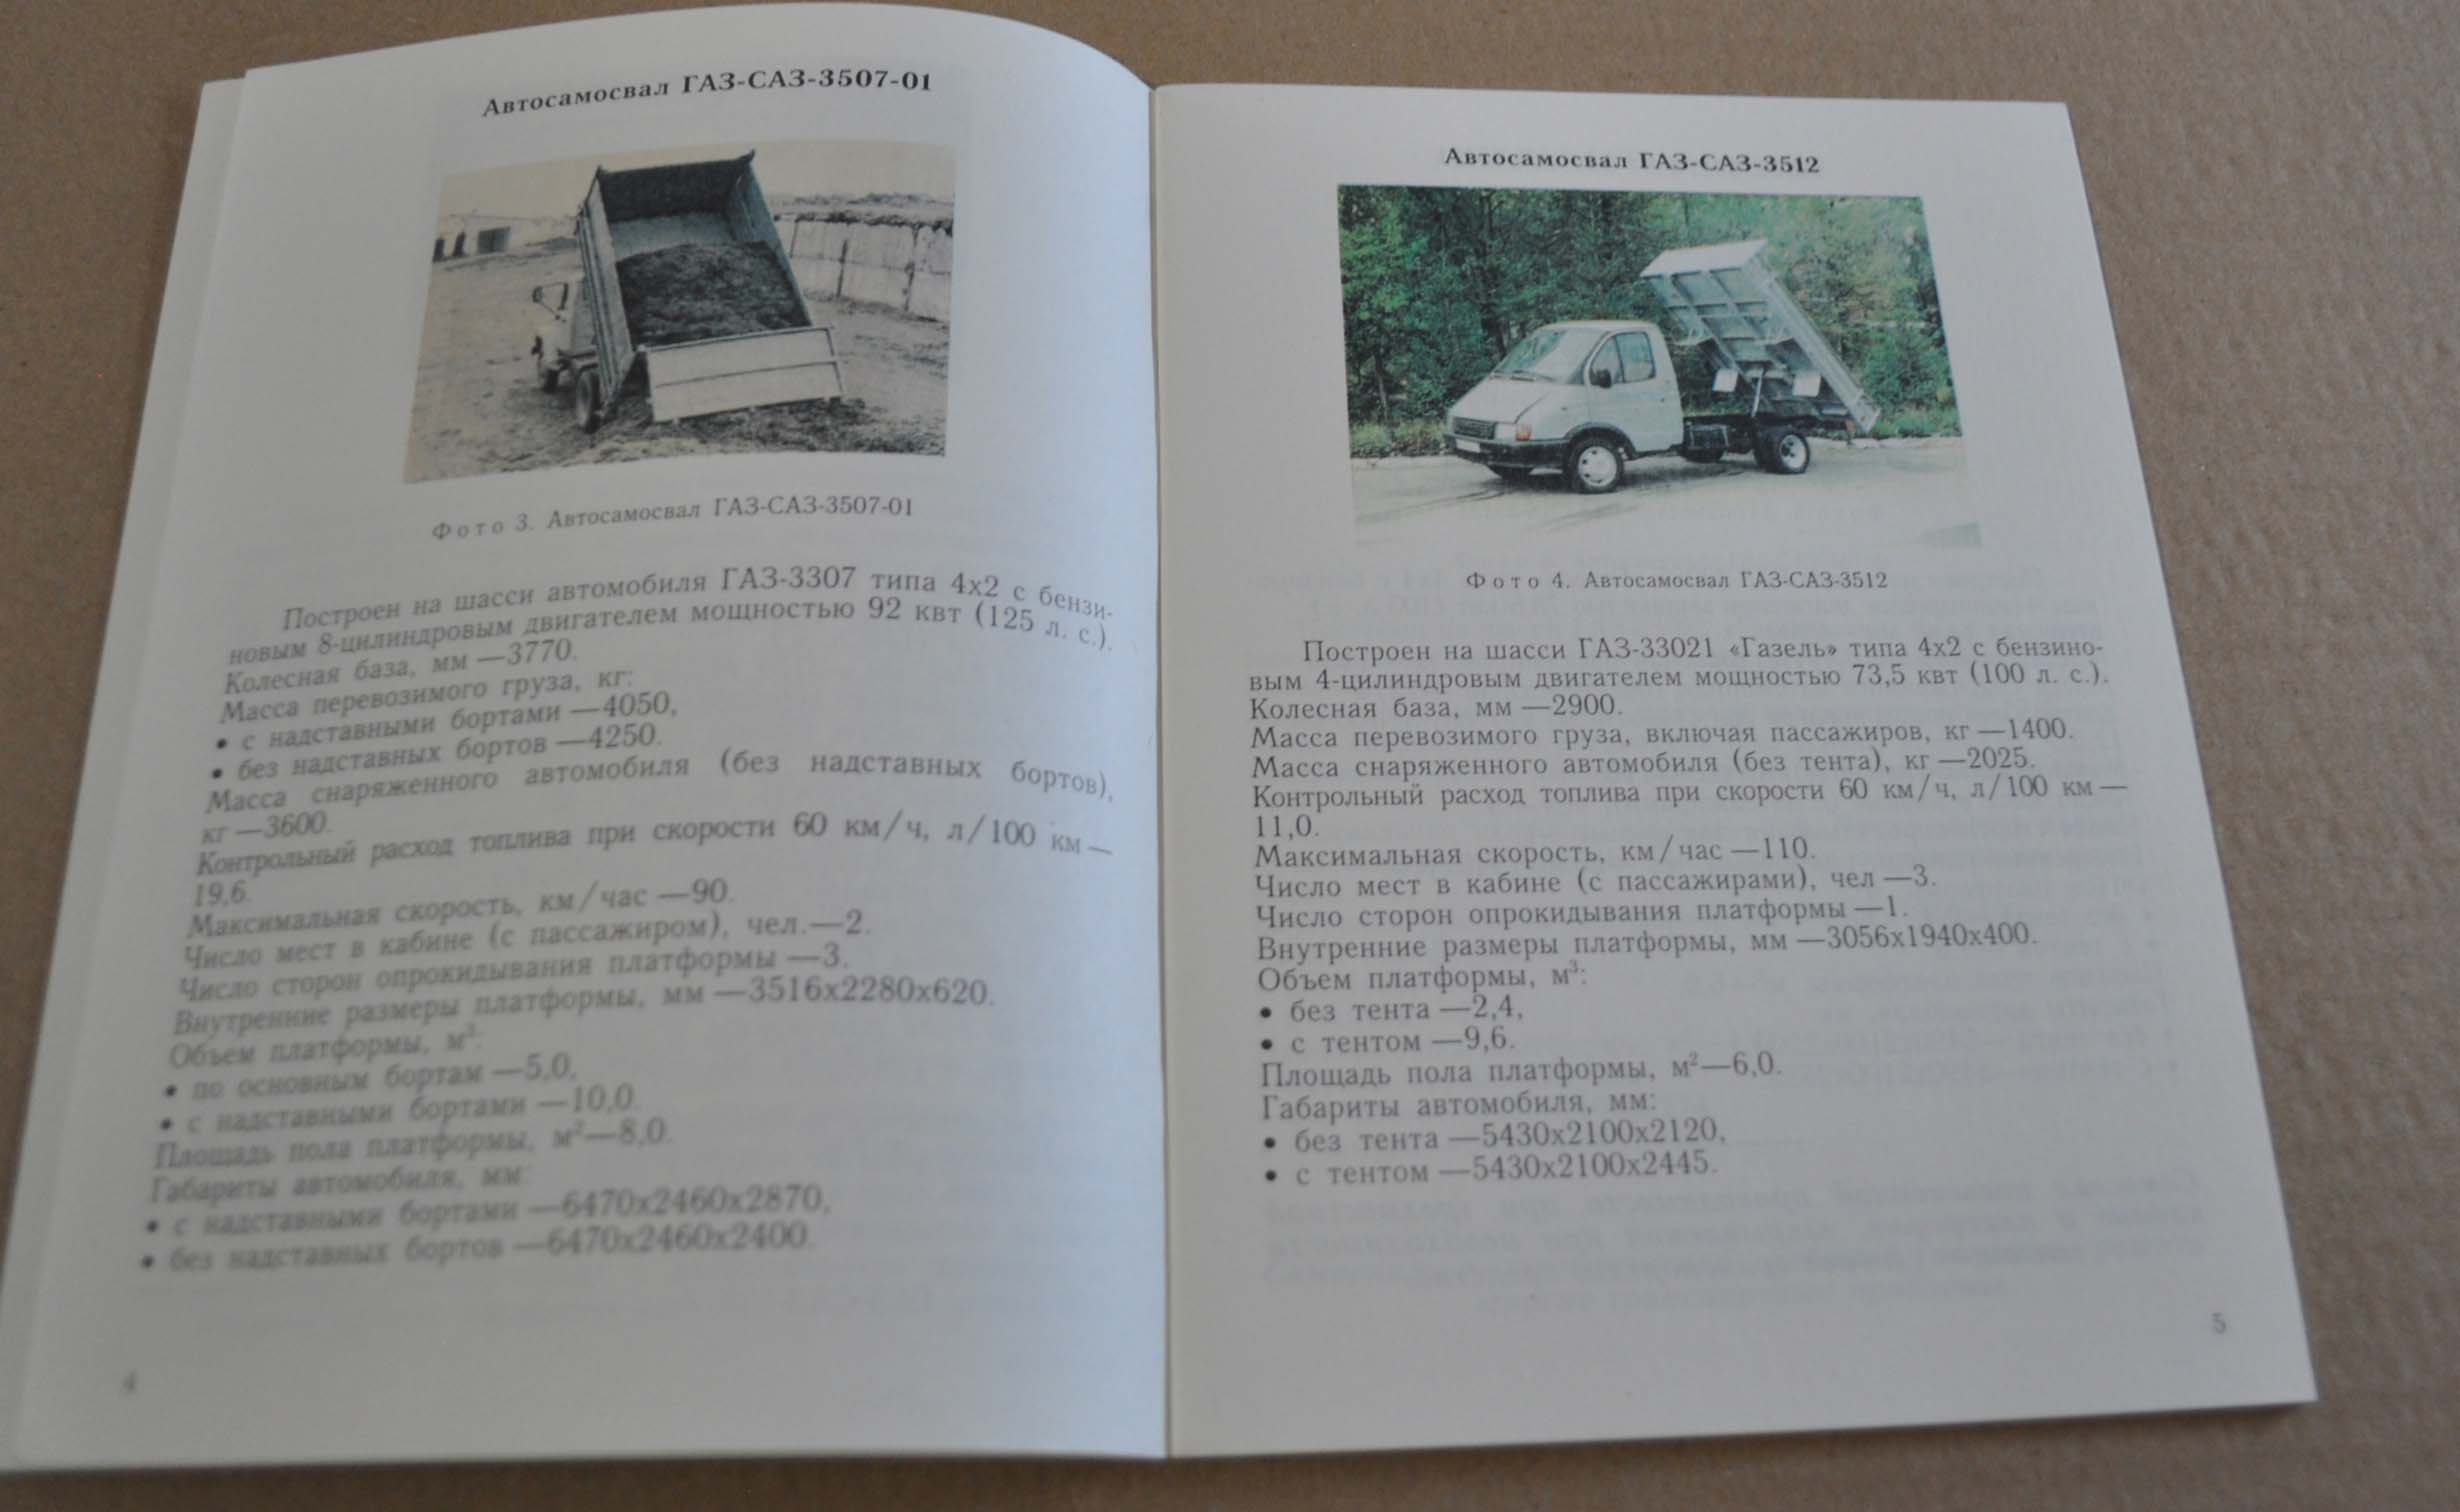 Автосамосвал ГАЗ-САЗ-3507-01
Фото 3. Автосамосвал ГАЗ-САЗ-3507-01
Построен на шасси автомобиля ГАЗ-3307 типа 4х2 с бензи-
новым 8-цилиндровым двигателем мощностью 92 квт (125 л. с.).
Колесная база, мм —3770.
Масса перевозимого груза, кг:
• с надставными бортами —4050,
• без надставных бортов —4250.
Масса снаряженного автомобиля (без надставных бортов),
кг —3600.
Контрольный расход топлива при скорости 60 км/ч, л/100 км —
19,6.
Максимальная скорость, км/час —90.
Число мест в кабине (с пассажиром), чел.—2.
Число сторон опрокидывания платформы —3.
Внутренние размеры платформы, мм —3516х2280х620.
Объем платформы, м³:
• по основным бортам —5,0,
• с надставными бортами —10,0.
Площадь пола платформы, м²—8,0.
Габариты автомобиля, мм:
• с надставными бортами —6470х2460х2870,
• без надставных бортов —6470х2460х2400.
4
Автосамосвал ГАЗ-САЗ-3512
Фото 4. Автосамосвал ГАЗ-САЗ-3512
Построен на шасси ГАЗ-33021 «Газель» типа 4х2 с бензино-
вым 4-цилиндровым двигателем мощностью 73,5 квт (100 л. с.).
Колесная база, мм —2900.
Масса перевозимого груза, включая пассажиров, кг —1400.
Масса снаряженного автомобиля (без тента), кг —2025.
Контрольный расход топлива при скорости 60 км/ч, л/100 км —
11,0.
Максимальная скорость, км/час —110.
Число мест в кабине (с пассажирами), чел —3.
Число сторон опрокидывания платформы —1.
Внутренние размеры платформы, мм —3056х1940х400.
Объем платформы, м³:
• без тента —2,4,
• с тентом —9,6.
Площадь пола платформы, м²—6,0.
Габариты автомобиля, мм:
• без тента —5430х2100х2120,
• с тентом —5430х2100х2445.
5